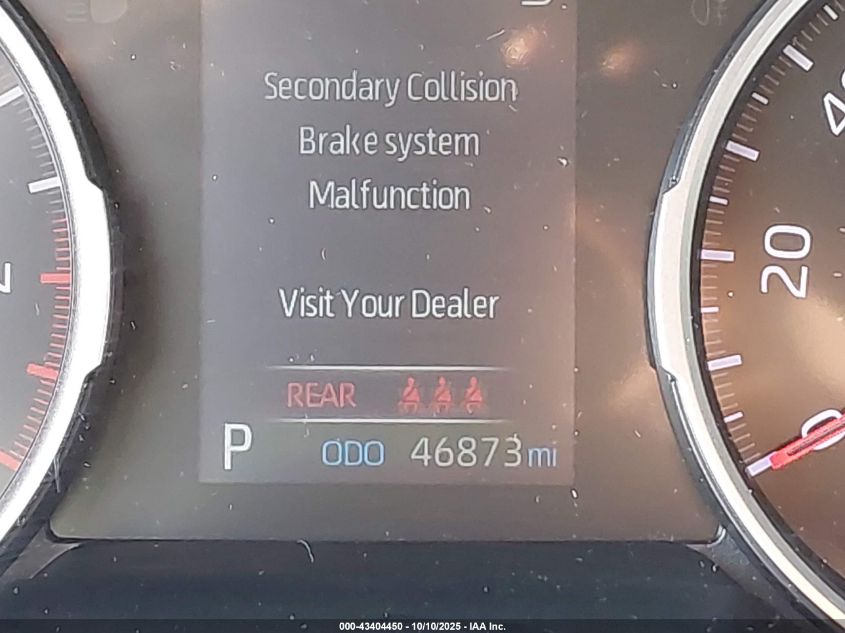 Secondary Collision
Brake system
Malfunction
Visit Your Dealer
REAR
P ODO 46873 mi
20
0
000-43404450 - 10/10/2025 - IAA Inc.